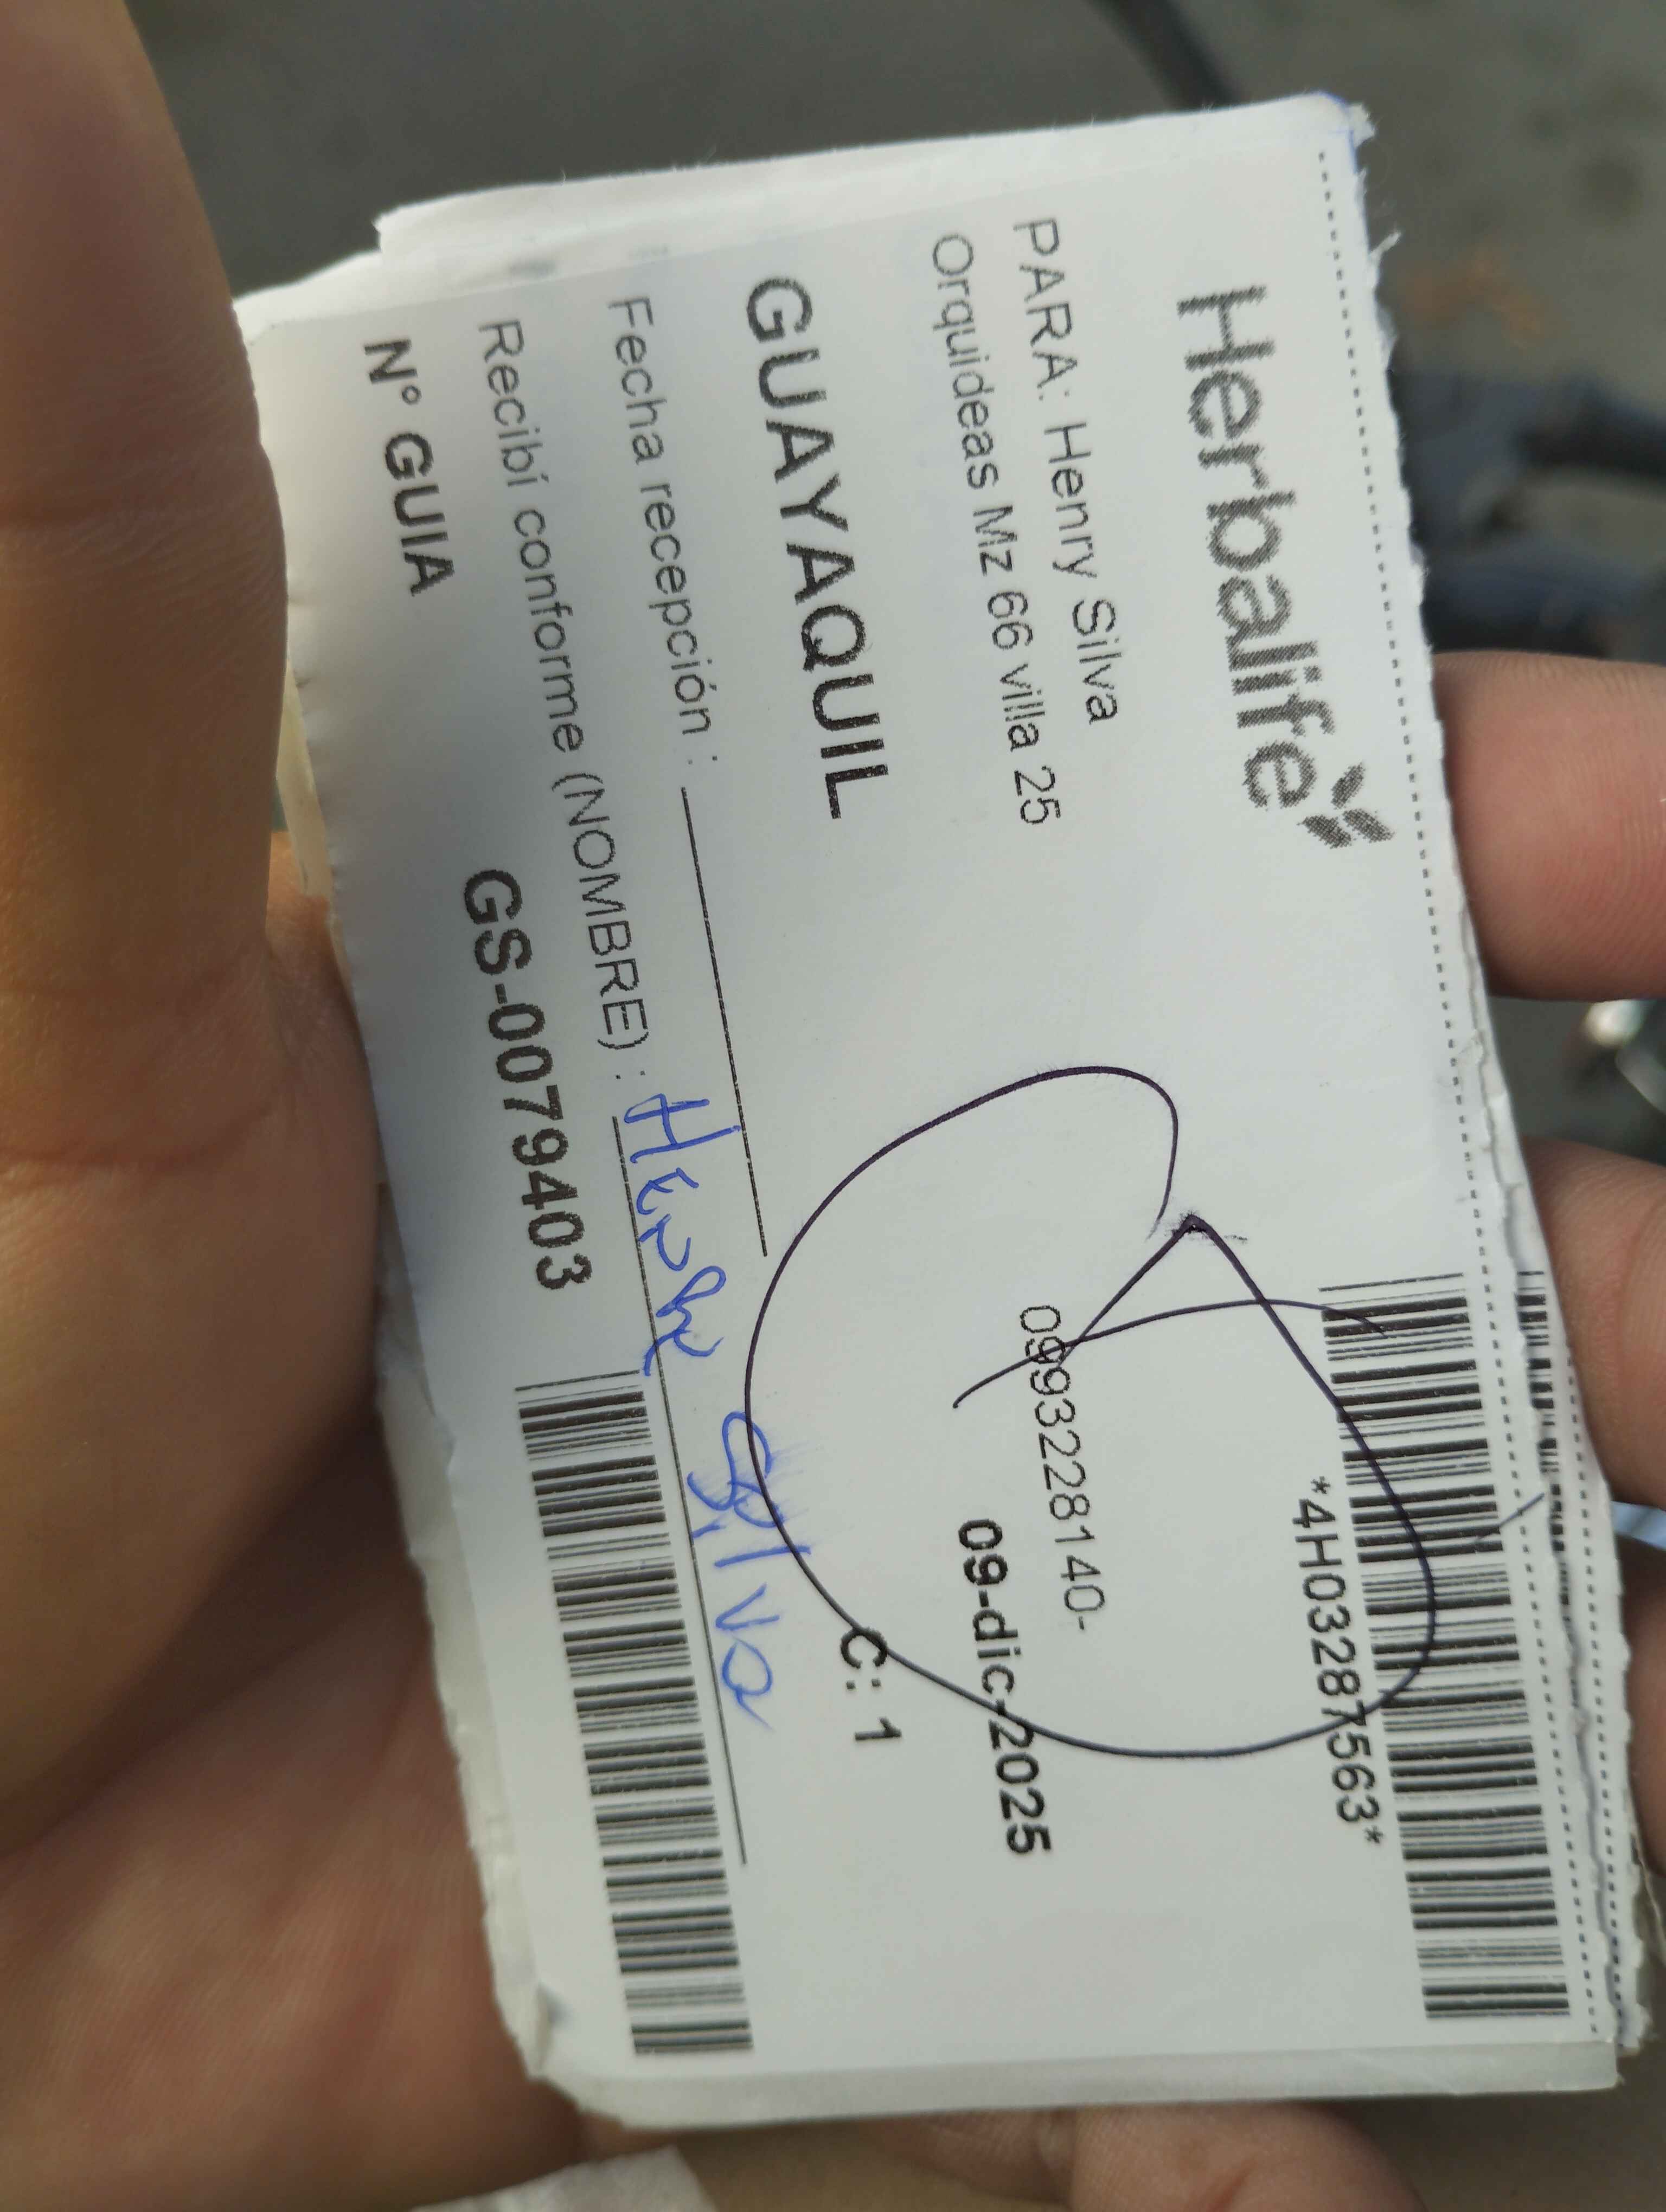 Herbalife
*4H03287563*
PARA: Henry Silva
0993228140-
Orquideas Mz 66 villa 25
09-dic-2025
GUAYAQUIL
C: 1
Fecha recepción :
Recibí conforme (NOMBRE) : Henry Silva
N° GUIA
GS-0079403